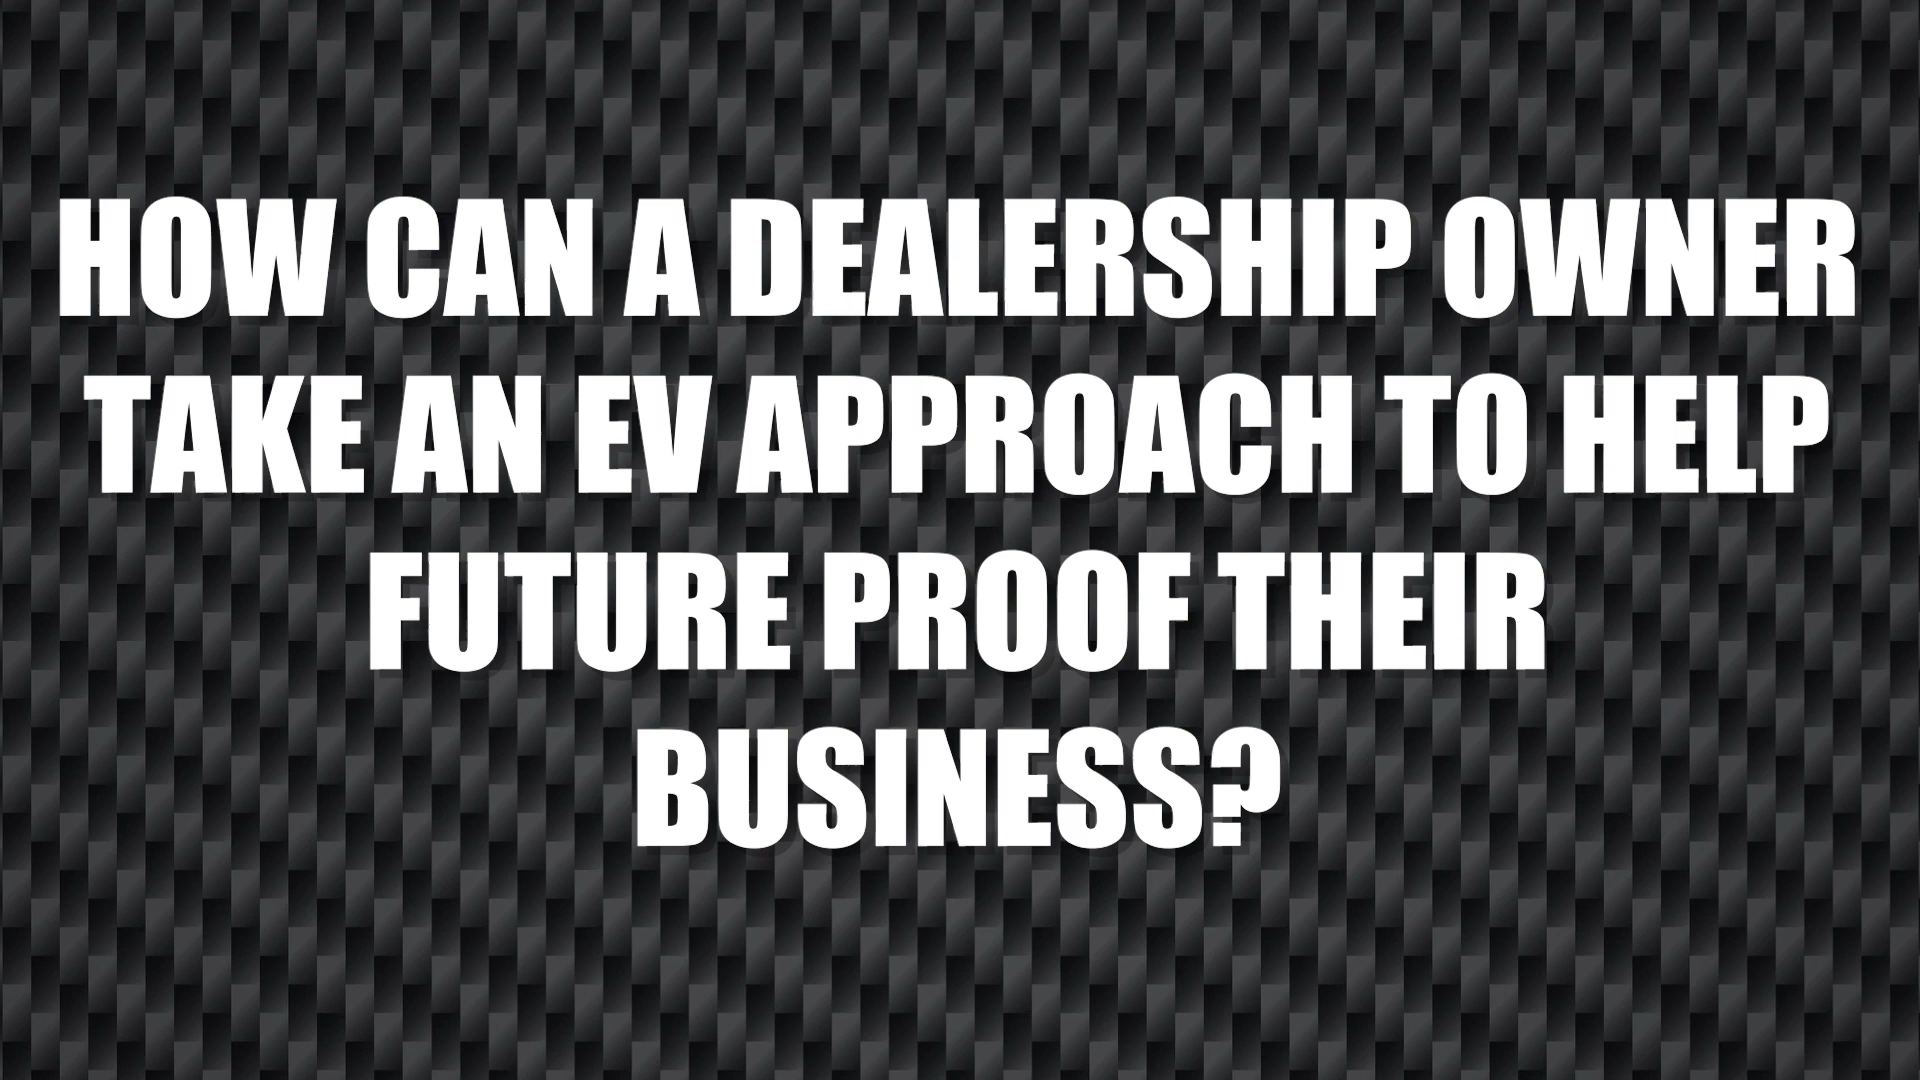 HOW CAN A DEALERSHIP OWNER
TAKE AN EV APPROACH TO HELP
FUTURE PROOF THEIR
BUSINESS?